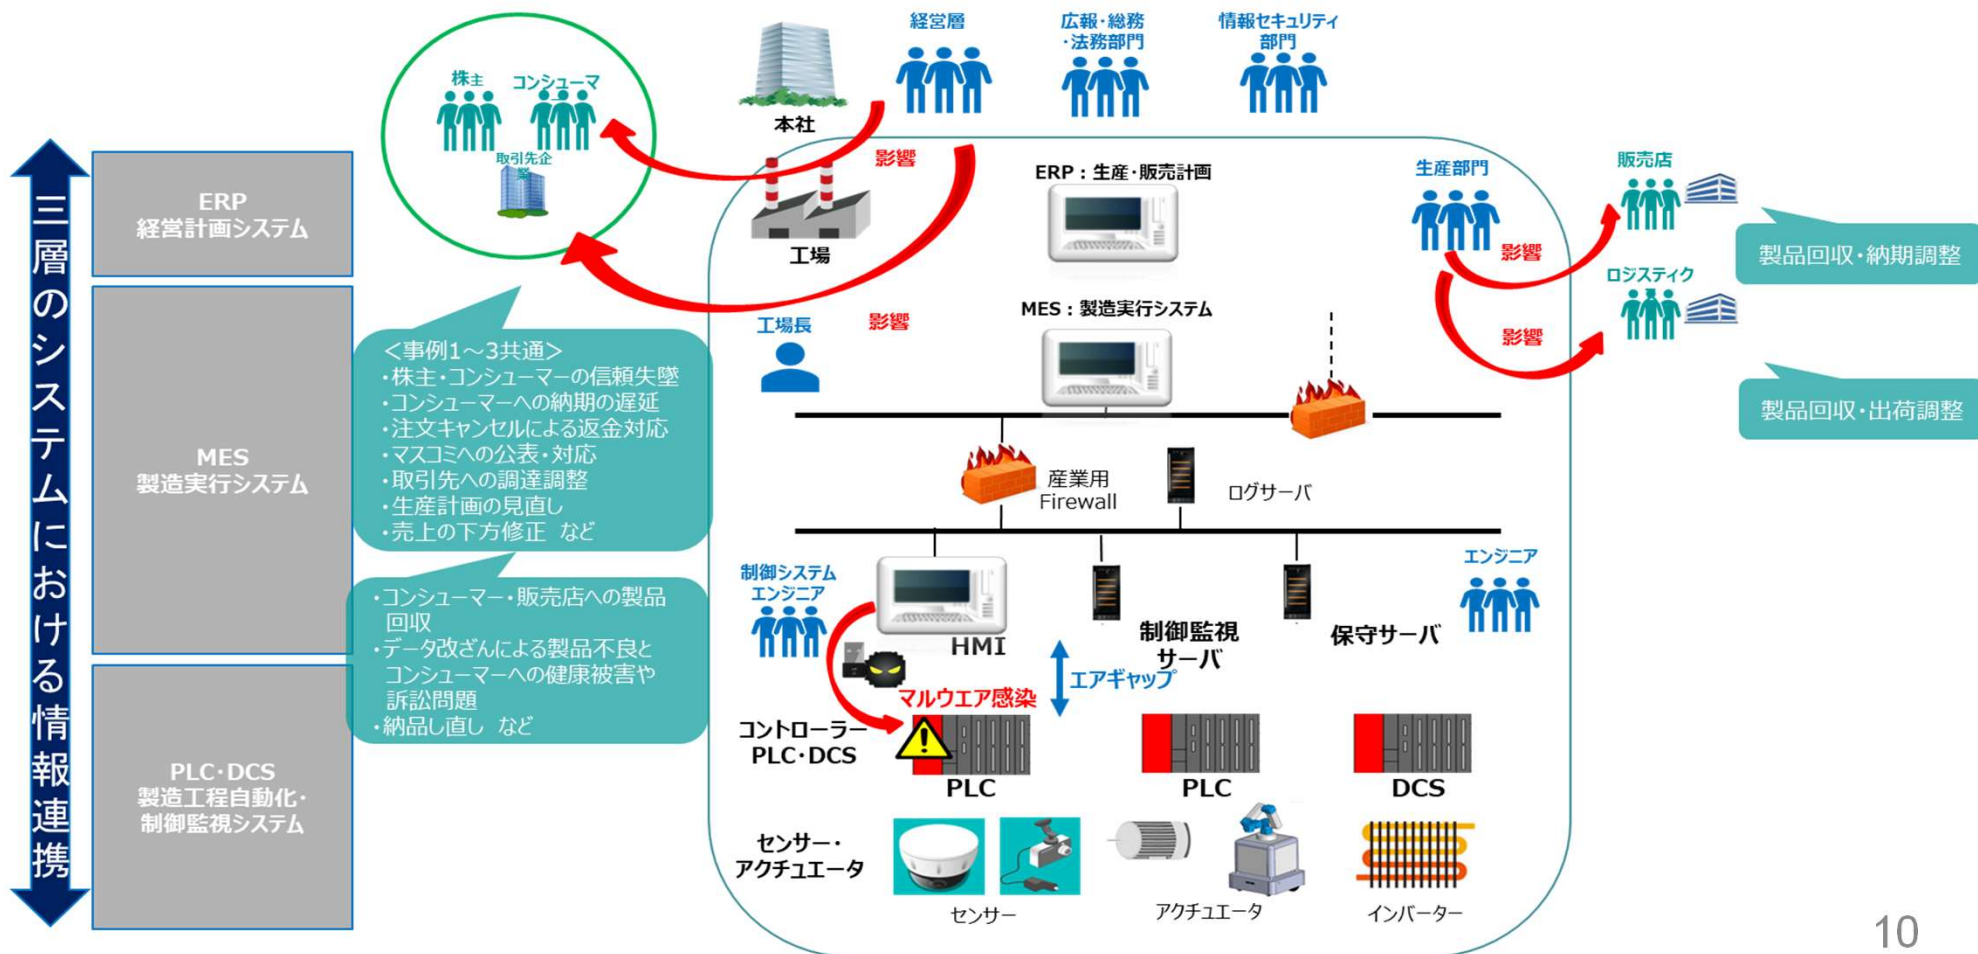 三層のシステムにおける情報連携
ERP
経営計画システム
MES
製造実行システム
PLC・DCS
製造工程自動化・
制御監視システム
株主
コンシューマ
ー
取引先企
業
本社
工場
経営層
広報・総務
・法務部門
情報セキュリティ
部門
影響
影響
ERP：生産・販売計画
MES：製造実行システム
工場長
生産部門
影響
影響
販売店
ロジスティク
製品回収・納期調整
製品回収・出荷調整
＜事例1～3共通＞
・株主・コンシューマーの信頼失墜
・コンシューマーへの納期の遅延
・注文キャンセルによる返金対応
・マスコミへの公表・対応
・取引先への調達調整
・生産計画の見直し
・売上の下方修正 など
・コンシューマー・販売店への製品
回収
・データ改ざんによる製品不良と
コンシューマーへの健康被害や
訴訟問題
・納品し直し など
産業用
Firewall
ログサーバ
制御システム
エンジニア
HMI
制御監視
サーバ
保守サーバ
エンジニア
エアギャップ
マルウエア感染
コントローラー
PLC・DCS
PLC
PLC
DCS
センサー・
アクチュエータ
センサー
アクチュエータ
インバーター
10